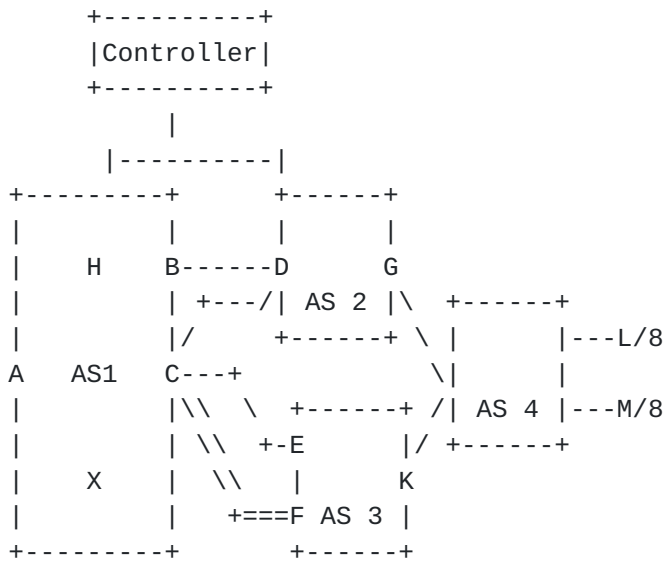 +----------+
     |Controller|
     +----------+
          |
      |----------|
+---------+      +------+
|         |      |      |
|    H    B------D      G
|         | +---/| AS 2 |\  +------+
|         |/     +------+ \ |      |---L/8
A   AS1   C---+            \|      |
|         |\\  \  +------+ /| AS 4 |---M/8
|         | \\  +-E      |/ +------+
|    X    |  \\   |      K
|         |   +===F AS 3 |
+---------+       +------+